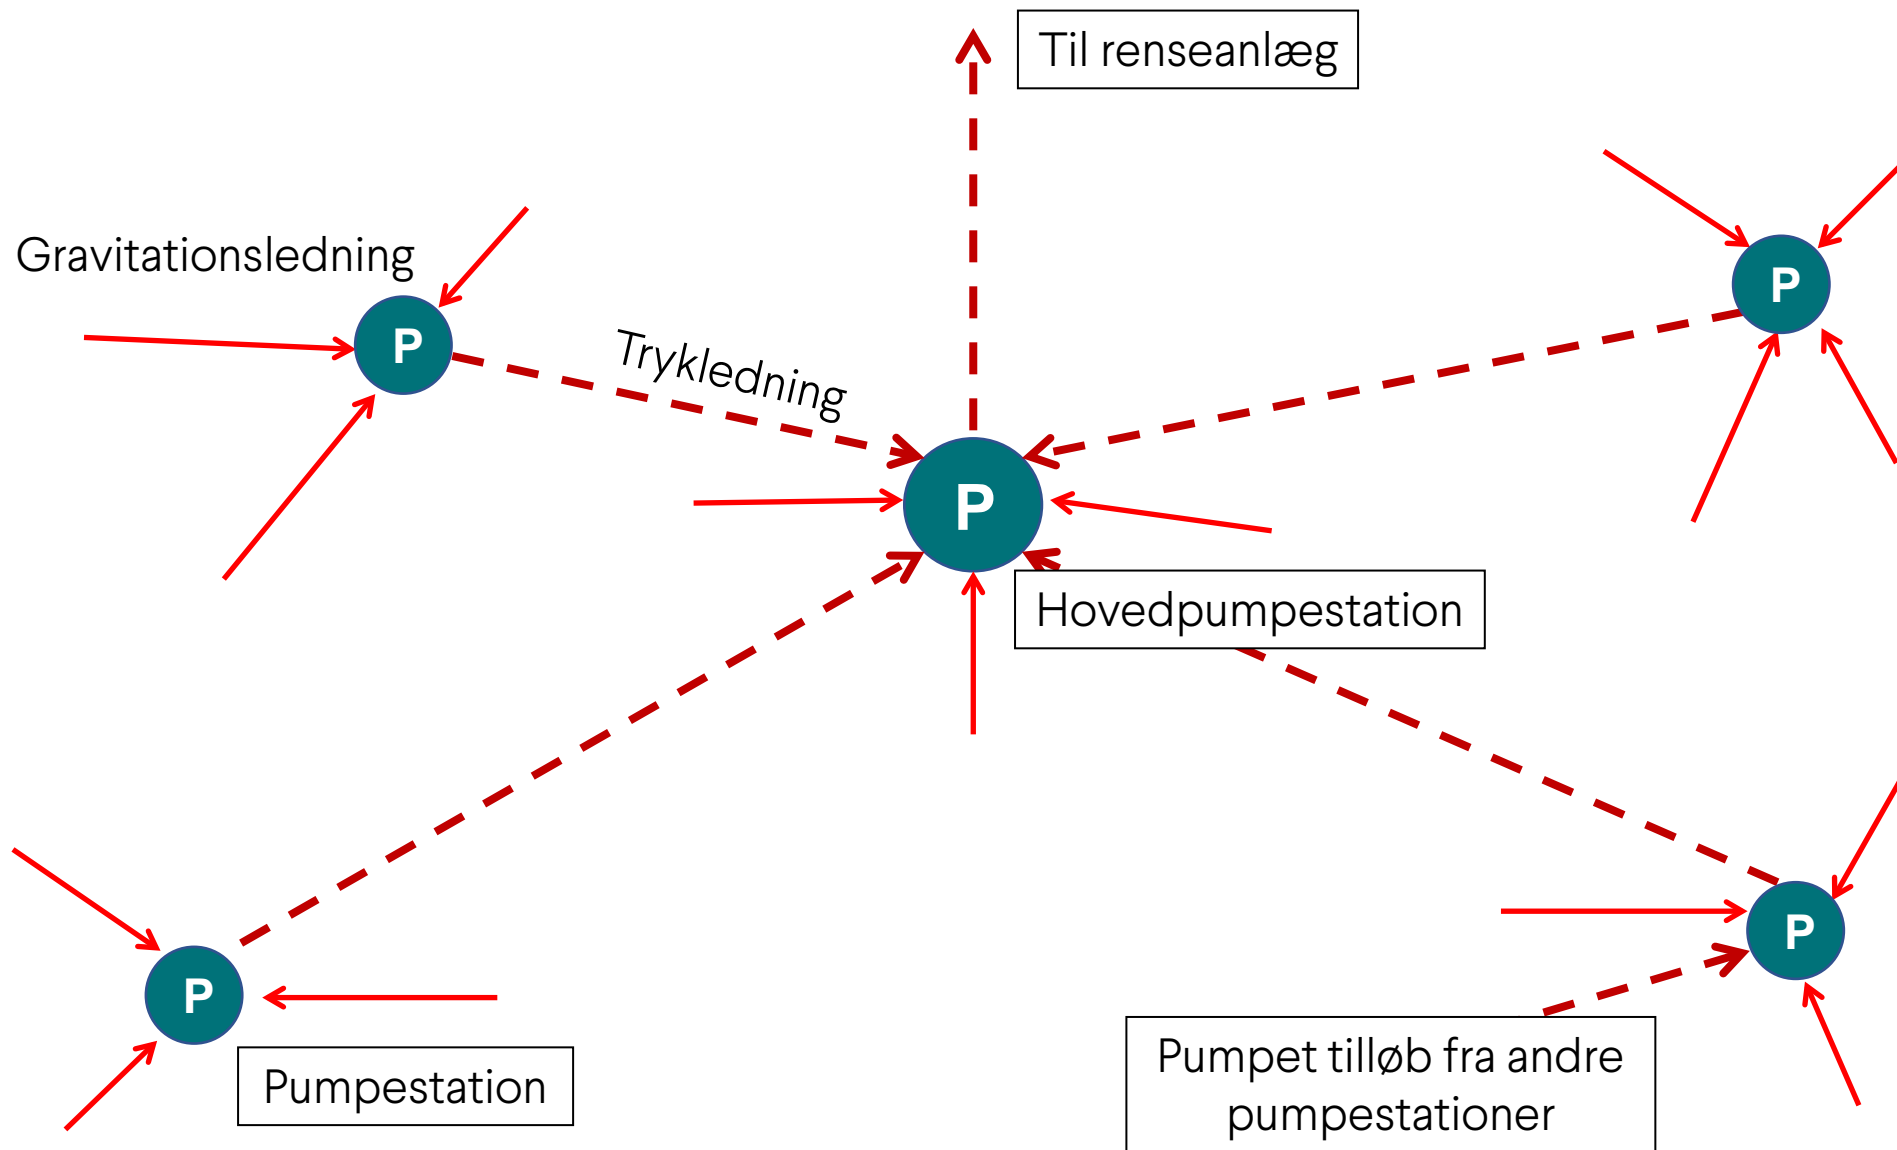 Til renseanlæg
Gravitationsledning
P
P
Trykledning
P
Hovedpumpestation
P
P
Pumpestation
Pumpet tilløb fra andre
pumpestationer